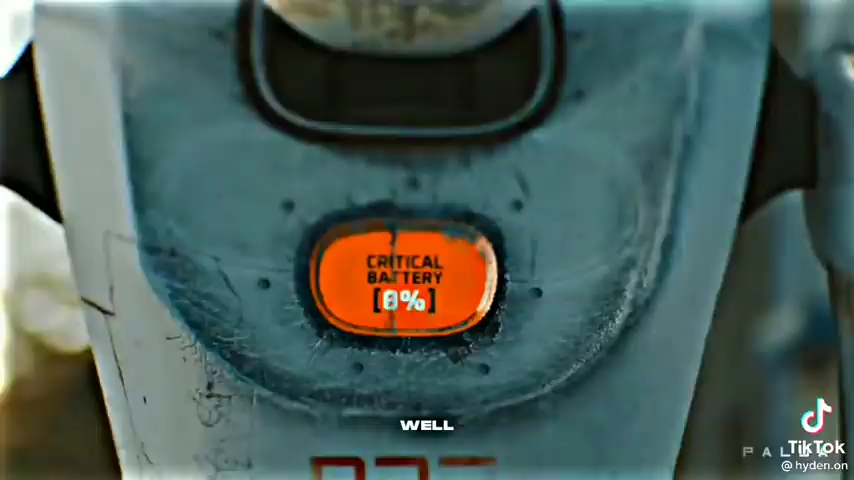 CRITICAL
BATTERY
[0%]
WELL
TikTok
@hyden.on